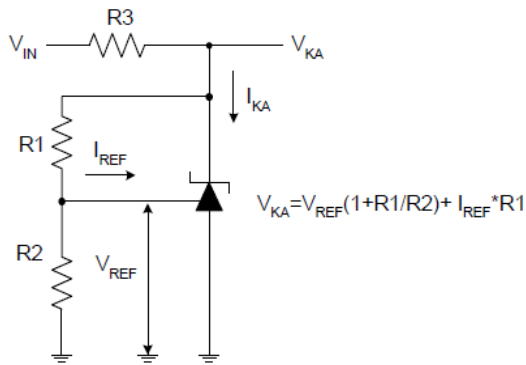 R3
V_IN
V_KA
I_KA
R1
I_REF
V_KA=V_REF(1+R1/R2)+ I_REF*R1
R2
V_REF